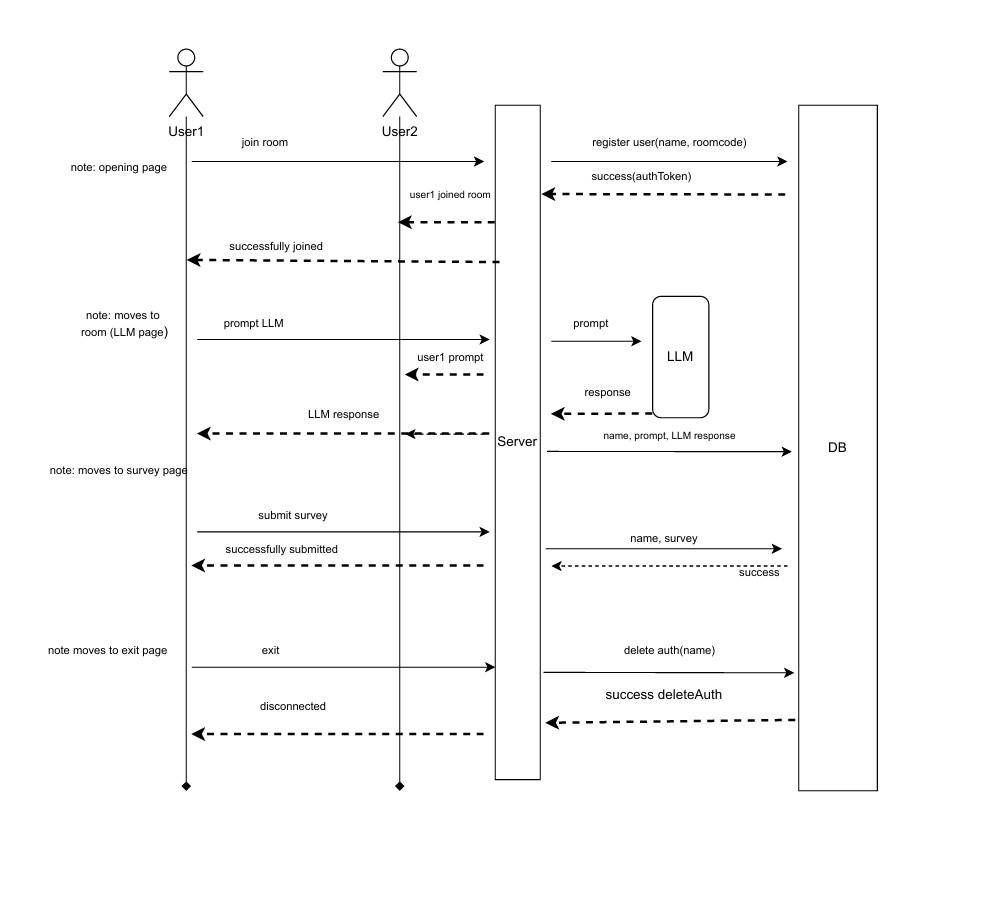 User1
User2
join room
register user(name, roomcode)
note: opening page
success(authToken)
user1 joined room
successfully joined
note: moves to
room (LLM page)
prompt LLM
prompt
LLM
user1 prompt
response
LLM response
name, prompt, LLM response
Server
DB
note: moves to survey page
submit survey
name, survey
successfully submitted
success
note moves to exit page
exit
delete auth(name)
success deleteAuth
disconnected